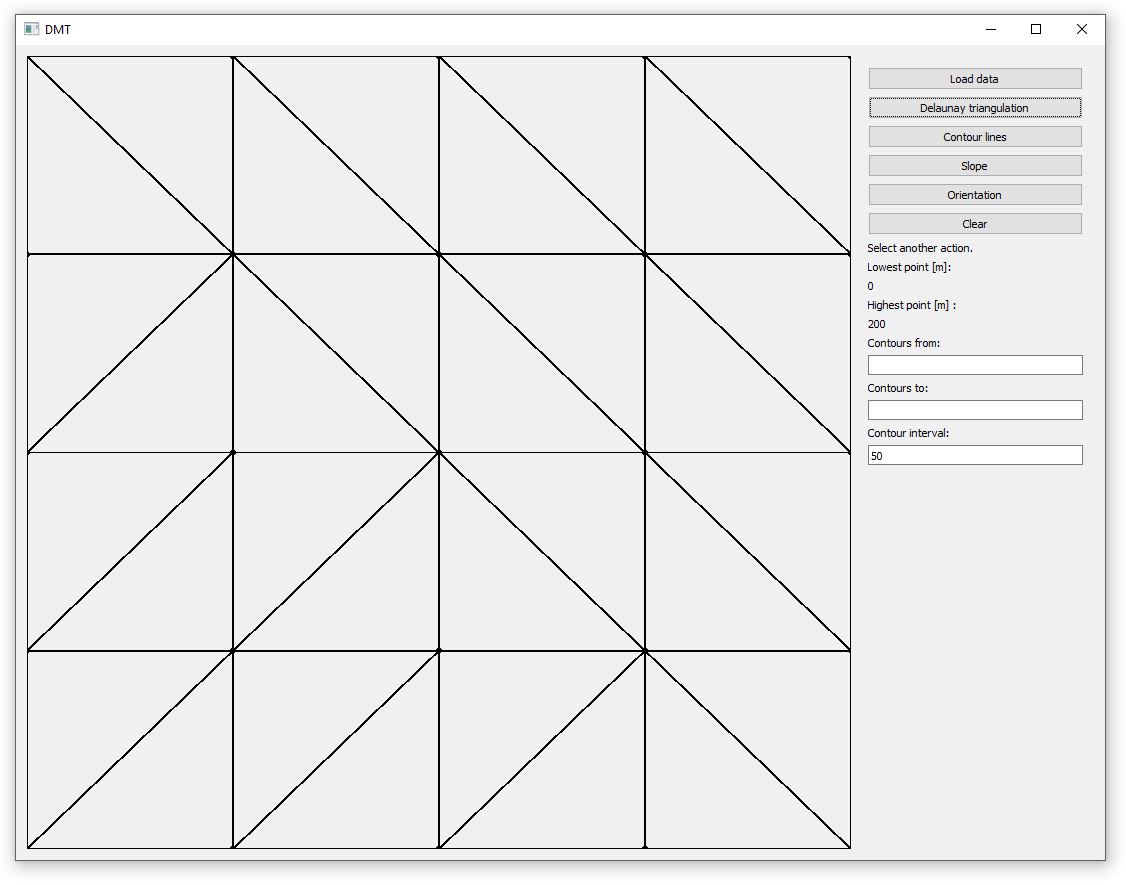 DMT
Load data
Delaunay triangulation
Contour lines
Slope
Orientation
Clear
Select another action.
Lowest point [m]:
0
Highest point [m] :
200
Contours from:
Contours to:
Contour interval:
50